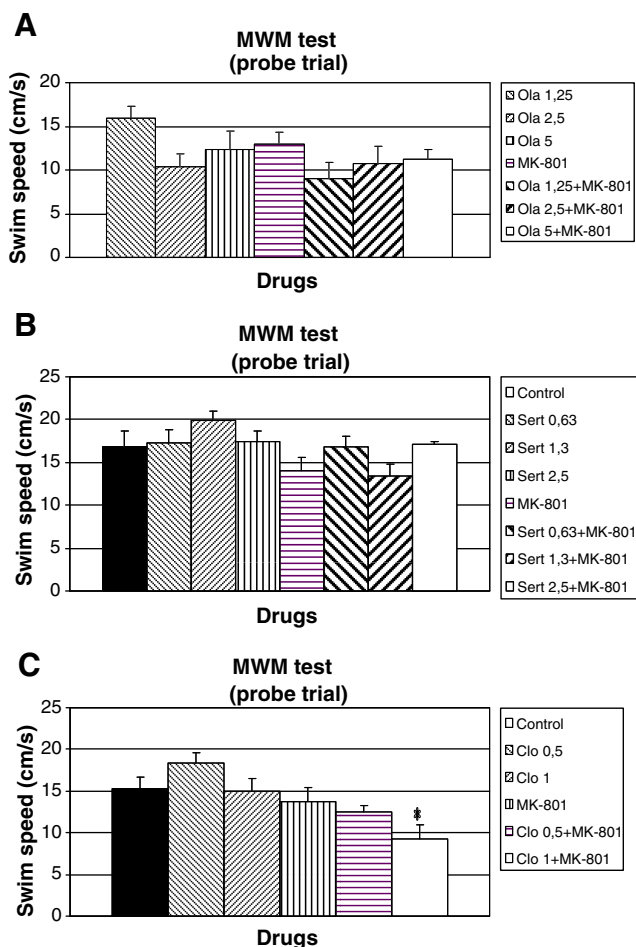 A
MWM test
(probe trial)
Swim speed (cm/s)
20
15
10
5
0
Drugs
Ola 1,25
Ola 2,5
Ola 5
MK-801
Ola 1,25+MK-801
Ola 2,5+MK-801
Ola 5+MK-801
B
MWM test
(probe trial)
Swim speed (cm/s)
25
20
15
10
5
0
Drugs
Control
Sert 0,63
Sert 1,3
Sert 2,5
MK-801
Sert 0,63+MK-801
Sert 1,3+MK-801
Sert 2,5+MK-801
C
MWM test
(probe trial)
Swim speed (cm/s)
25
20
15
10
5
0
*
Drugs
Control
Clo 0,5
Clo 1
MK-801
Clo 0,5+MK-801
Clo 1+MK-801